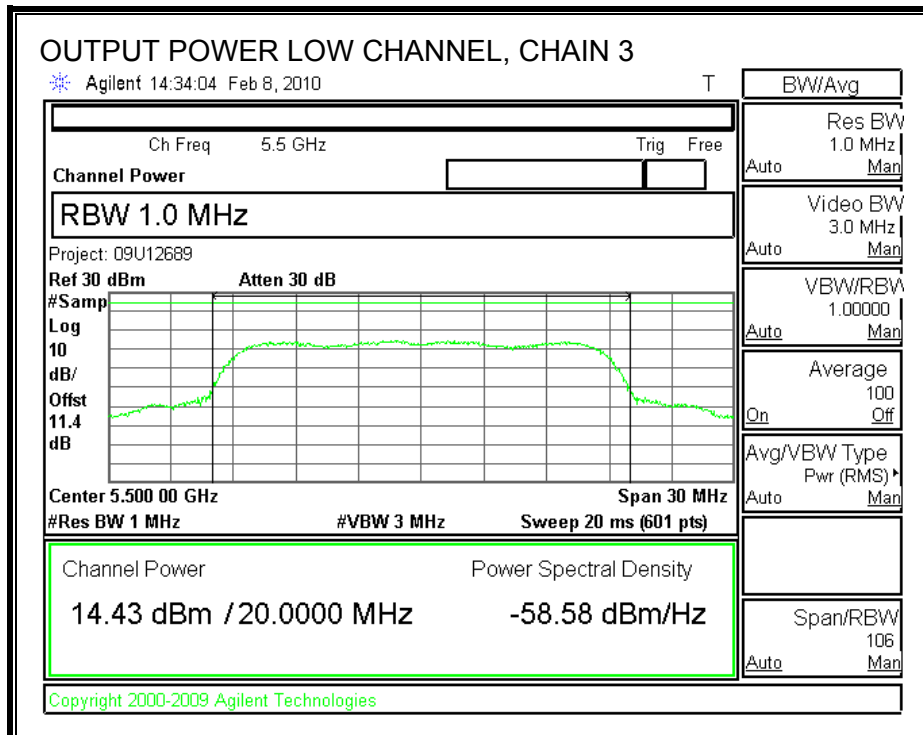 OUTPUT POWER LOW CHANNEL, CHAIN 3
Agilent 14:34:04 Feb 8, 2010 T
Ch Freq 5.5 GHz Trig Free
Channel Power
RBW 1.0 MHz
Project: 09U12689
Ref 30 dBm Atten 30 dB
#Samp
Log
10
dB/
Offst
11.4
dB
Center 5.500 00 GHz Span 30 MHz
#Res BW 1 MHz #VBW 3 MHz Sweep 20 ms (601 pts)
Channel Power Power Spectral Density
14.43 dBm / 20.0000 MHz -58.58 dBm/Hz
Copyright 2000-2009 Agilent Technologies
BW/Avg
Res BW
1.0 MHz
Auto Man
Video BW
3.0 MHz
Auto Man
VBW/RBW
1.00000
Auto Man
Average
100
On Off
Avg/VBW Type
Pwr (RMS)
Auto Man
Span/RBW
106
Auto Man